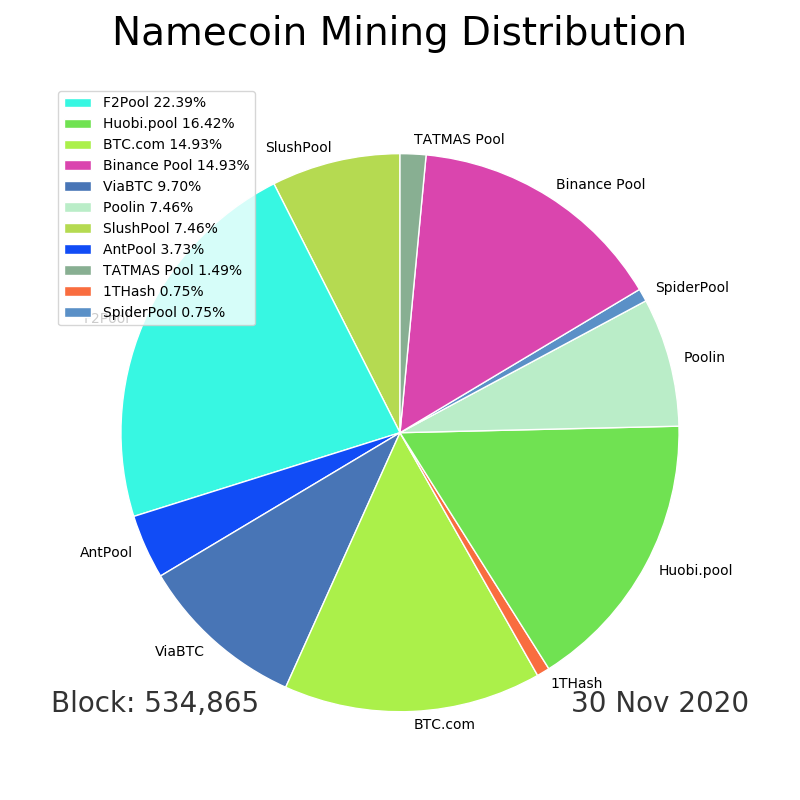 Namecoin Mining Distribution
F2Pool 22.39%
Huobi.pool 16.42%
BTC.com 14.93%
Binance Pool 14.93%
ViaBTC 9.70%
Poolin 7.46%
SlushPool 7.46%
AntPool 3.73%
TATMAS Pool 1.49%
1THash 0.75%
SpiderPool 0.75%
TATMAS Pool
SlushPool
Binance Pool
SpiderPool
F2Pool
Poolin
AntPool
Huobi.pool
ViaBTC
1THash
Block: 534,865
30 Nov 2020
BTC.com